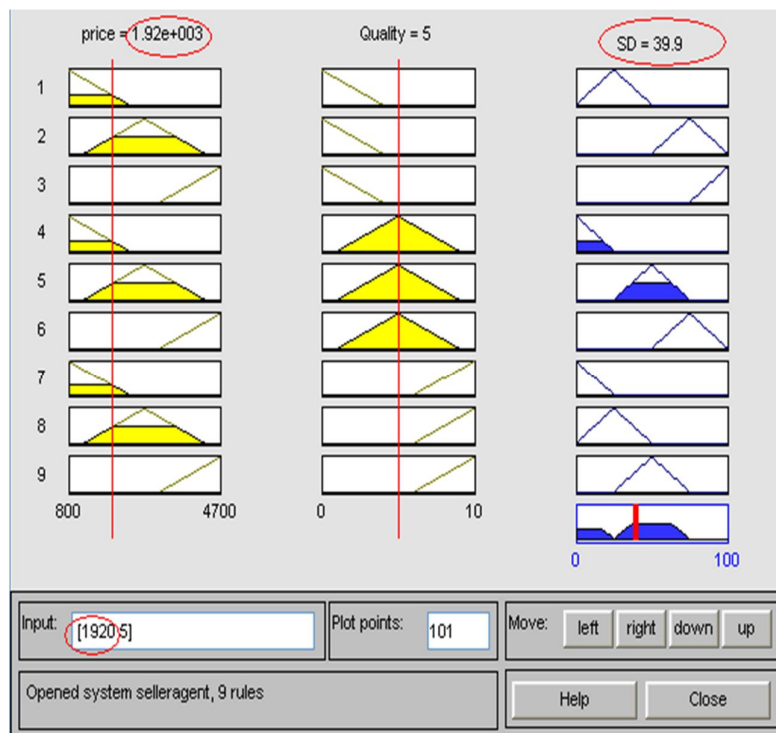 price = 1.92e+003
Quality = 5
SD = 39.9
1
2
3
4
5
6
7
8
9
800
4700
0
10
0
100
Input:
[1920 5]
Plot points:
101
Move:
left
right
down
up
Opened system selleragent, 9 rules
Help
Close